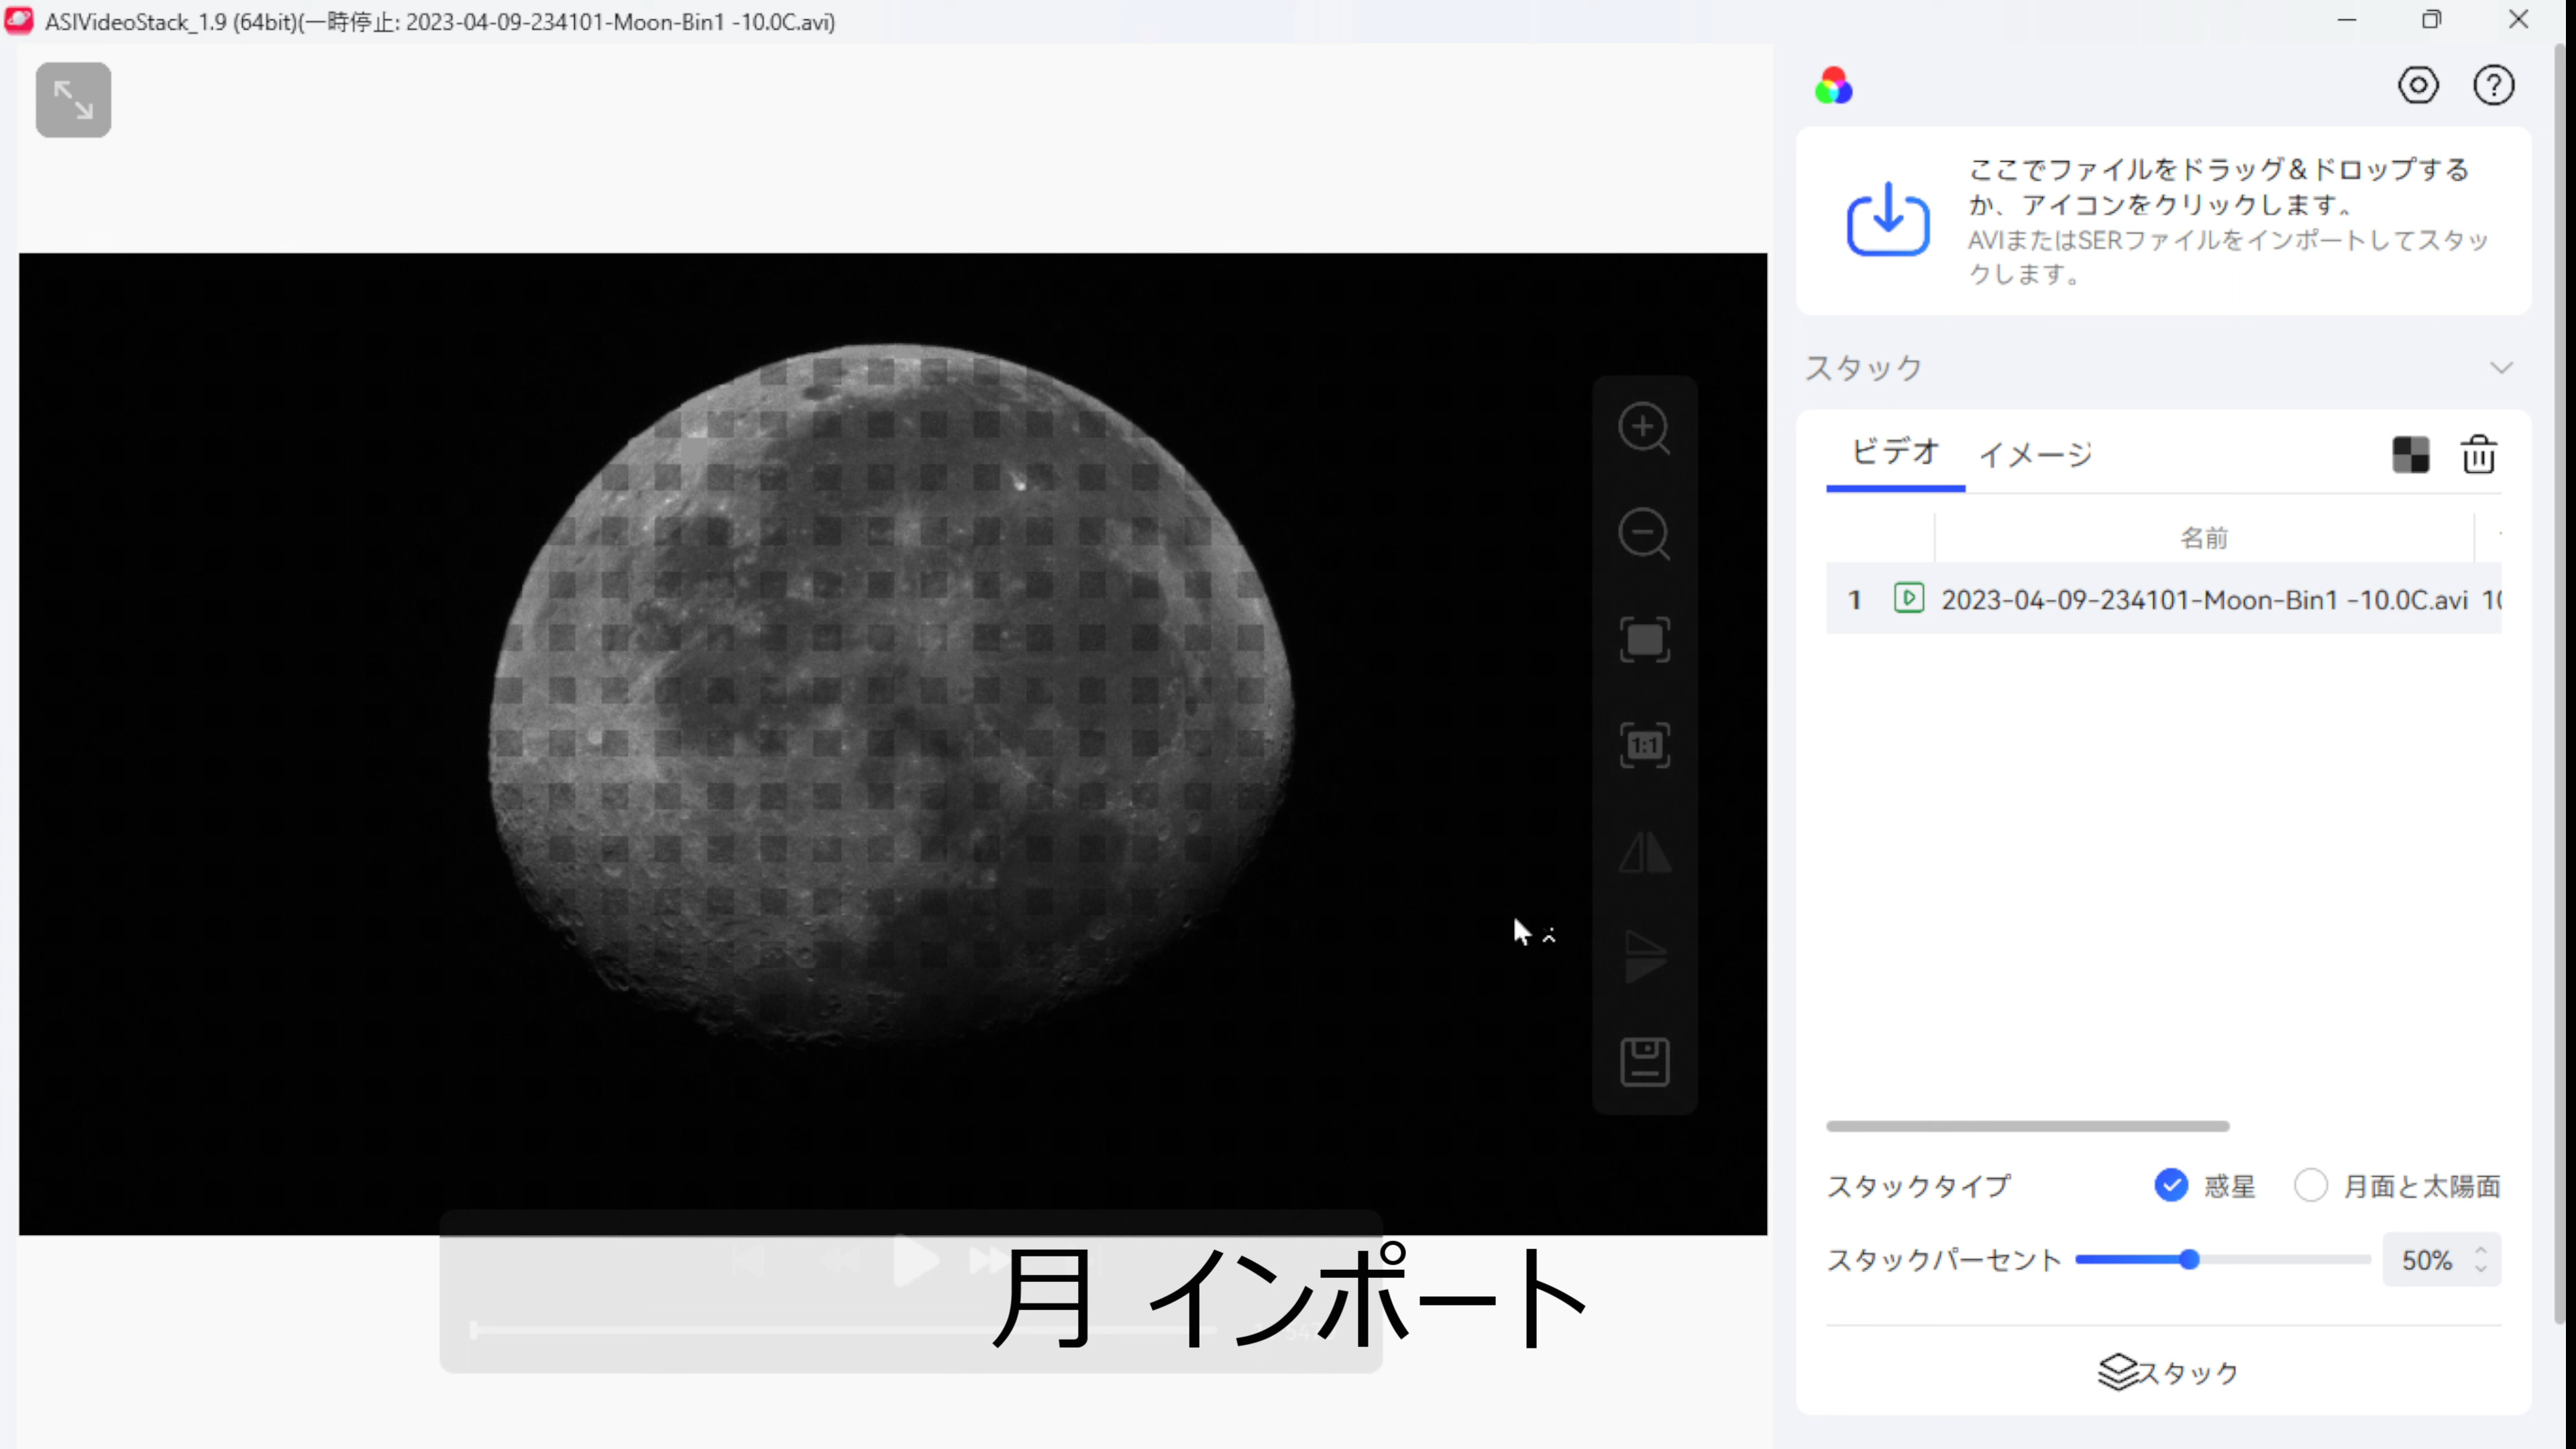 ASIVideoStack_1.9 (64bit)(一時停止: 2023-04-09-234101-Moon-Bin1 -10.0C.avi)
ここでファイルをドラッグ&ドロップする
か、アイコンをクリックします。
AVIまたはSERファイルをインポートしてスタッ
クします。
スタック
ビデオ イメージ
名前
1 2023-04-09-234101-Moon-Bin1 -10.0C.avi
1:1
スタックタイプ 惑星 月面と太陽面
スタックパーセント 50%
月 インポート
スタック